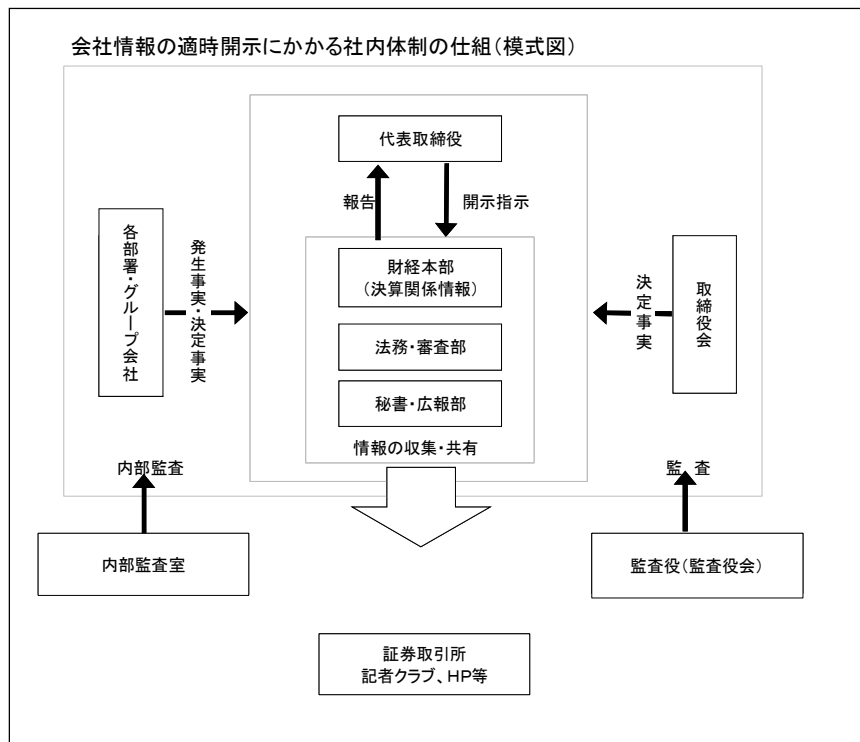 会社情報の適時開示にかかる社内体制の仕組(模式図)
代表取締役
報告
開示指示
各部署・グループ会社
発生事実・決定事実
財経本部
(決算関係情報)
法務・審査部
秘書・広報部
情報の収集・共有
決定事実
取締役会
内部監査
監 査
内部監査室
監査役(監査役会)
証券取引所
記者クラブ、HP等